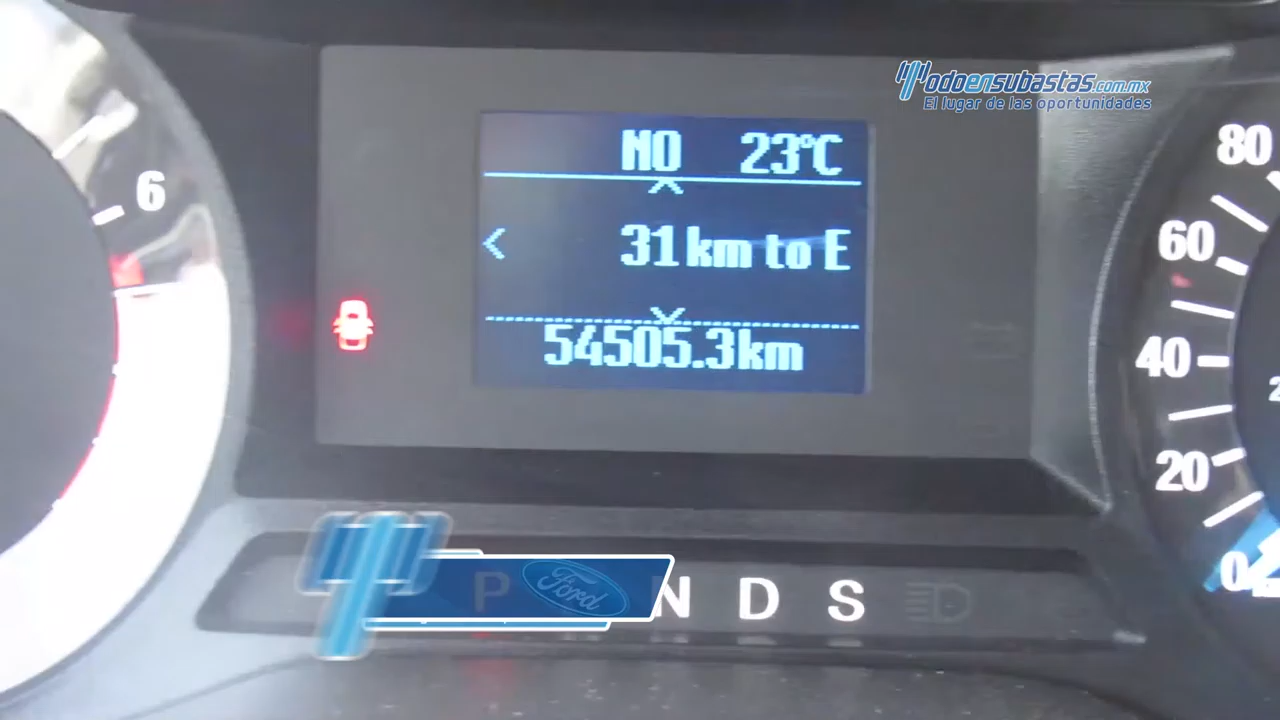 Todoensubastas.com.mx
El lugar de las oportunidades
NO 23°C
31 km to E
54505.3km
6
80
60
40
20
0
P
Ford
N D S